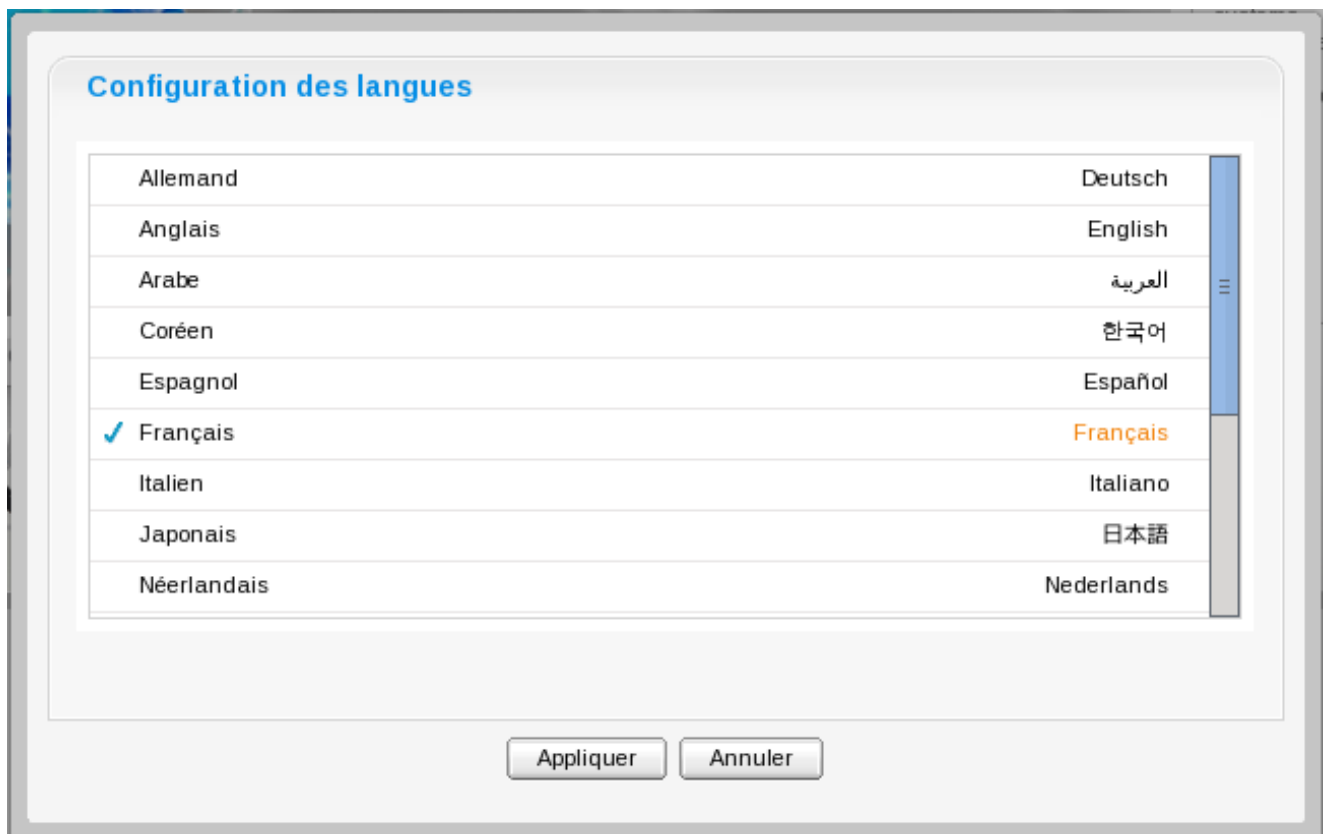 Configuration des langues
Allemand Deutsch
Anglais English
Arabe العربية
Coréen 한국어
Espagnol Español
Français Français
Italien Italiano
Japonais 日本語
Néerlandais Nederlands
Appliquer Annuler